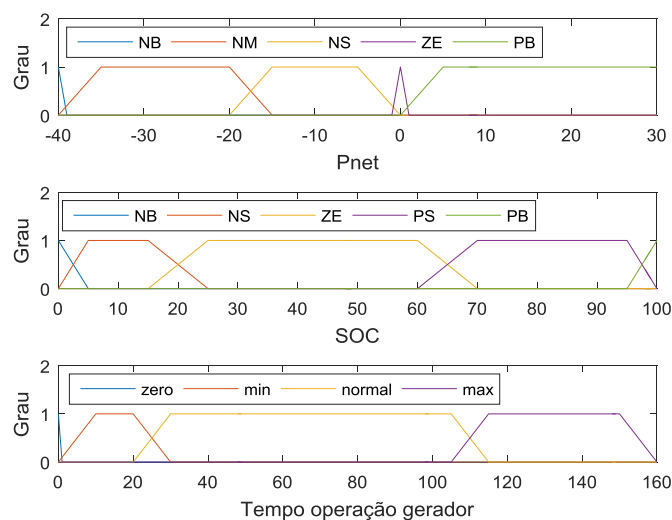 Grau
2
1
0
NB NM NS ZE PB
-40 -30 -20 -10 0 10 20 30
Pnet
Grau
2
1
0
NB NS ZE PS PB
0 10 20 30 40 50 60 70 80 90 100
SOC
Grau
2
1
0
zero min normal max
0 20 40 60 80 100 120 140 160
Tempo operação gerador